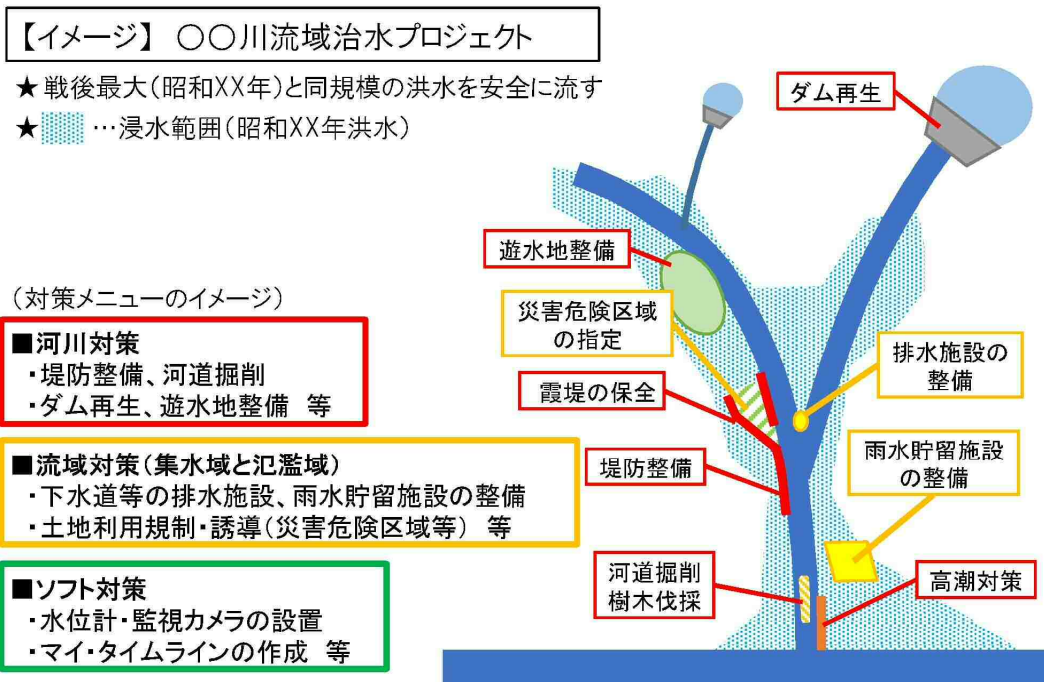 【イメージ】 〇〇川流域治水プロジェクト
★戦後最大(昭和XX年)と同規模の洪水を安全に流す
★ …浸水範囲(昭和XX年洪水)
ダム再生
遊水地整備
災害危険区域
の指定
霞堤の保全
堤防整備
排水施設の
整備
雨水貯留施設
の整備
河道掘削
樹木伐採
高潮対策
(対策メニューのイメージ)
■河川対策
・堤防整備、河道掘削
・ダム再生、遊水地整備 等
■流域対策(集水域と氾濫域)
・下水道等の排水施設、雨水貯留施設の整備
・土地利用規制・誘導(災害危険区域等) 等
■ソフト対策
・水位計・監視カメラの設置
・マイ・タイムラインの作成 等